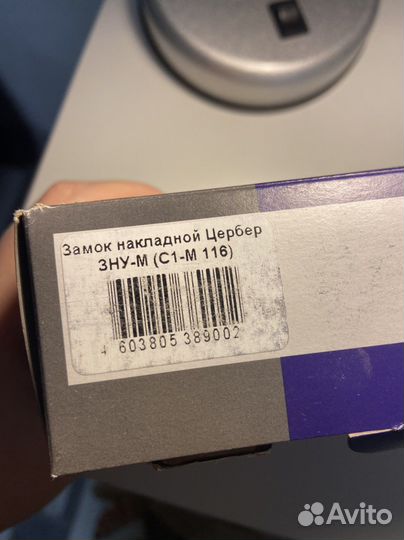 Замок накладной Цербер
ЗНУ-М (С1-М 116)
4 603805 389002
Avito